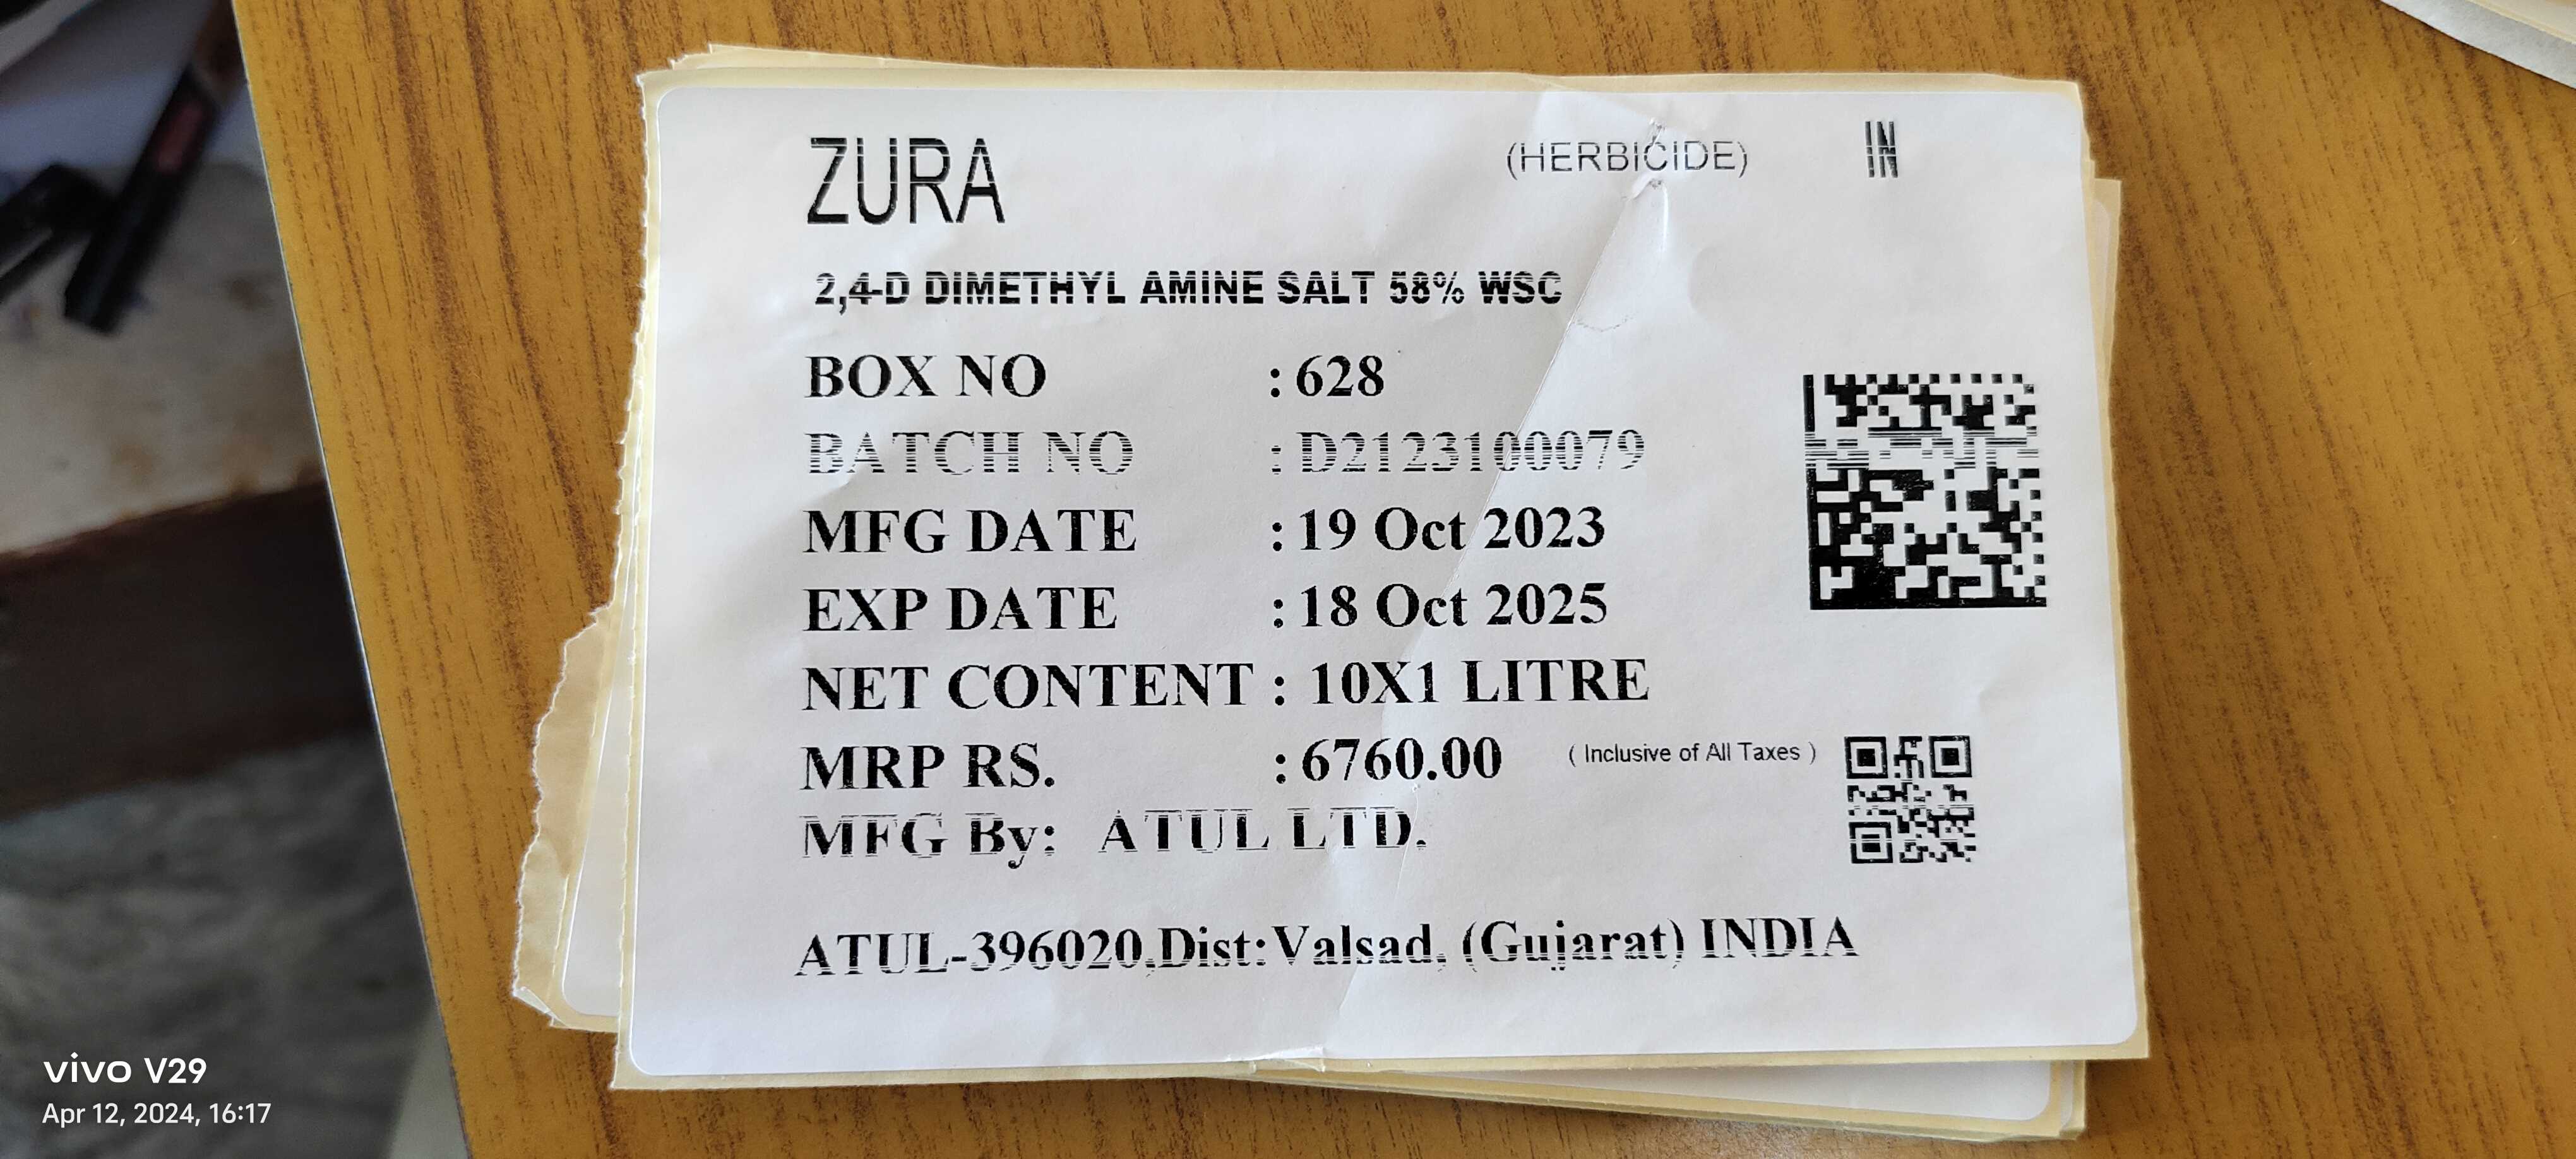 ZURA (HERBICIDE) IN
2,4-D DIMETHYL AMINE SALT 58% WSC
BOX NO : 628
BATCH NO : D2123100079
MFG DATE : 19 Oct 2023
EXP DATE : 18 Oct 2025
NET CONTENT : 10X1 LITRE
MRP RS. : 6760.00 ( Inclusive of All Taxes )
MFG By: ATUL LTD.
ATUL-396020,Dist:Valsad, (Gujarat) INDIA
vivo V29
Apr 12, 2024, 16:17